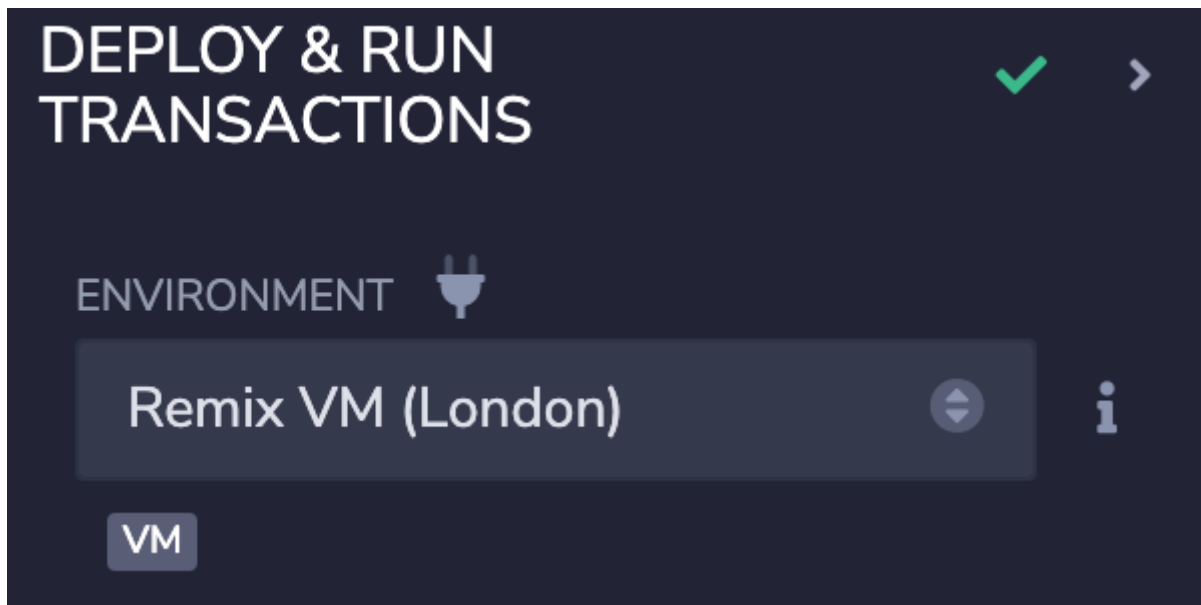 DEPLOY & RUN
TRANSACTIONS
ENVIRONMENT
Remix VM (London)
VM